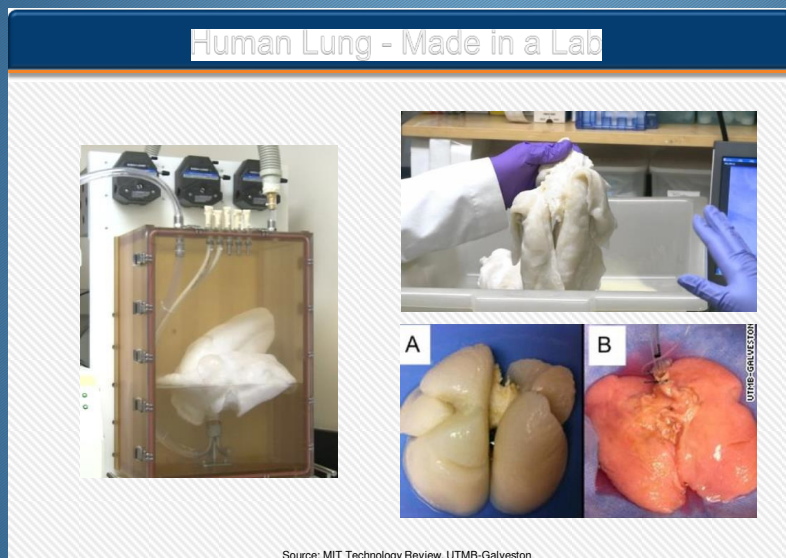 Human Lung - Made in a Lab
A
B
UTMB-GALVESTON
Source: MIT Technology Review, UTMB-Galveston